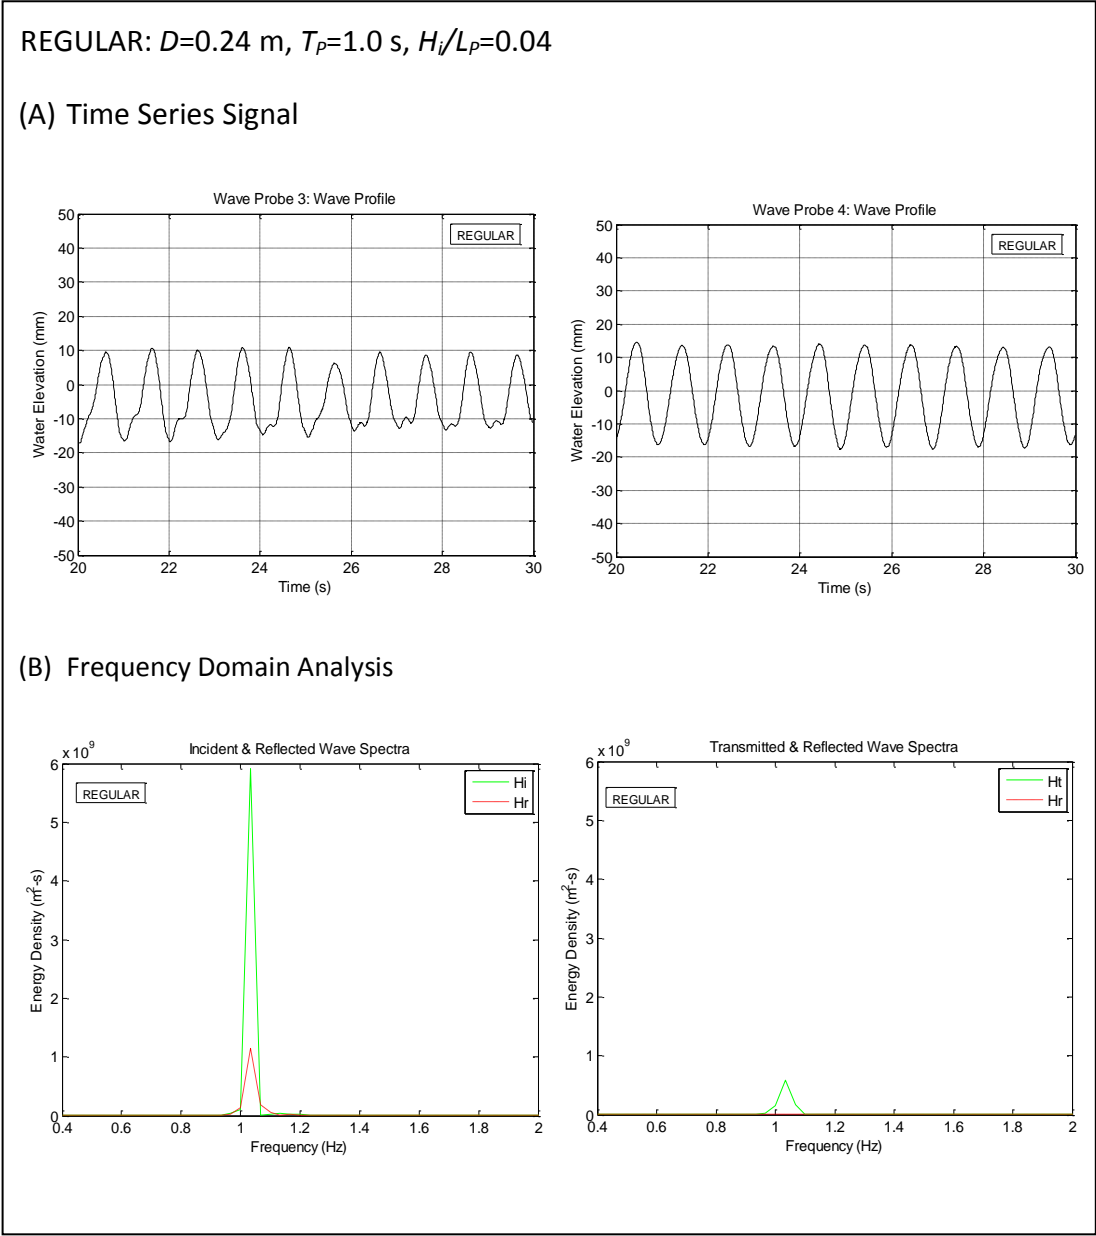 REGULAR: D=0.24 m, TP=1.0 s, Hi/LP=0.04
(A) Time Series Signal
Wave Probe 3: Wave Profile
50
40
30
20
10
0
-10
-20
-30
-40
-50
20 22 24 26 28 30
Water Elevation (mm)
Time (s)
REGULAR
Wave Probe 4: Wave Profile
50
40
30
20
10
0
-10
-20
-30
-40
-50
20 22 24 26 28 30
Water Elevation (mm)
Time (s)
REGULAR
(B) Frequency Domain Analysis
Incident & Reflected Wave Spectra
x 10^9
6
5
4
3
2
1
0
0.4 0.6 0.8 1 1.2 1.4 1.6 1.8 2
Energy Density (m²-s)
Frequency (Hz)
REGULAR
Hi
Hr
Transmitted & Reflected Wave Spectra
x 10^9
6
5
4
3
2
1
0
0.4 0.6 0.8 1 1.2 1.4 1.6 1.8 2
Energy Density (m²-s)
Frequency (Hz)
REGULAR
Ht
Hr